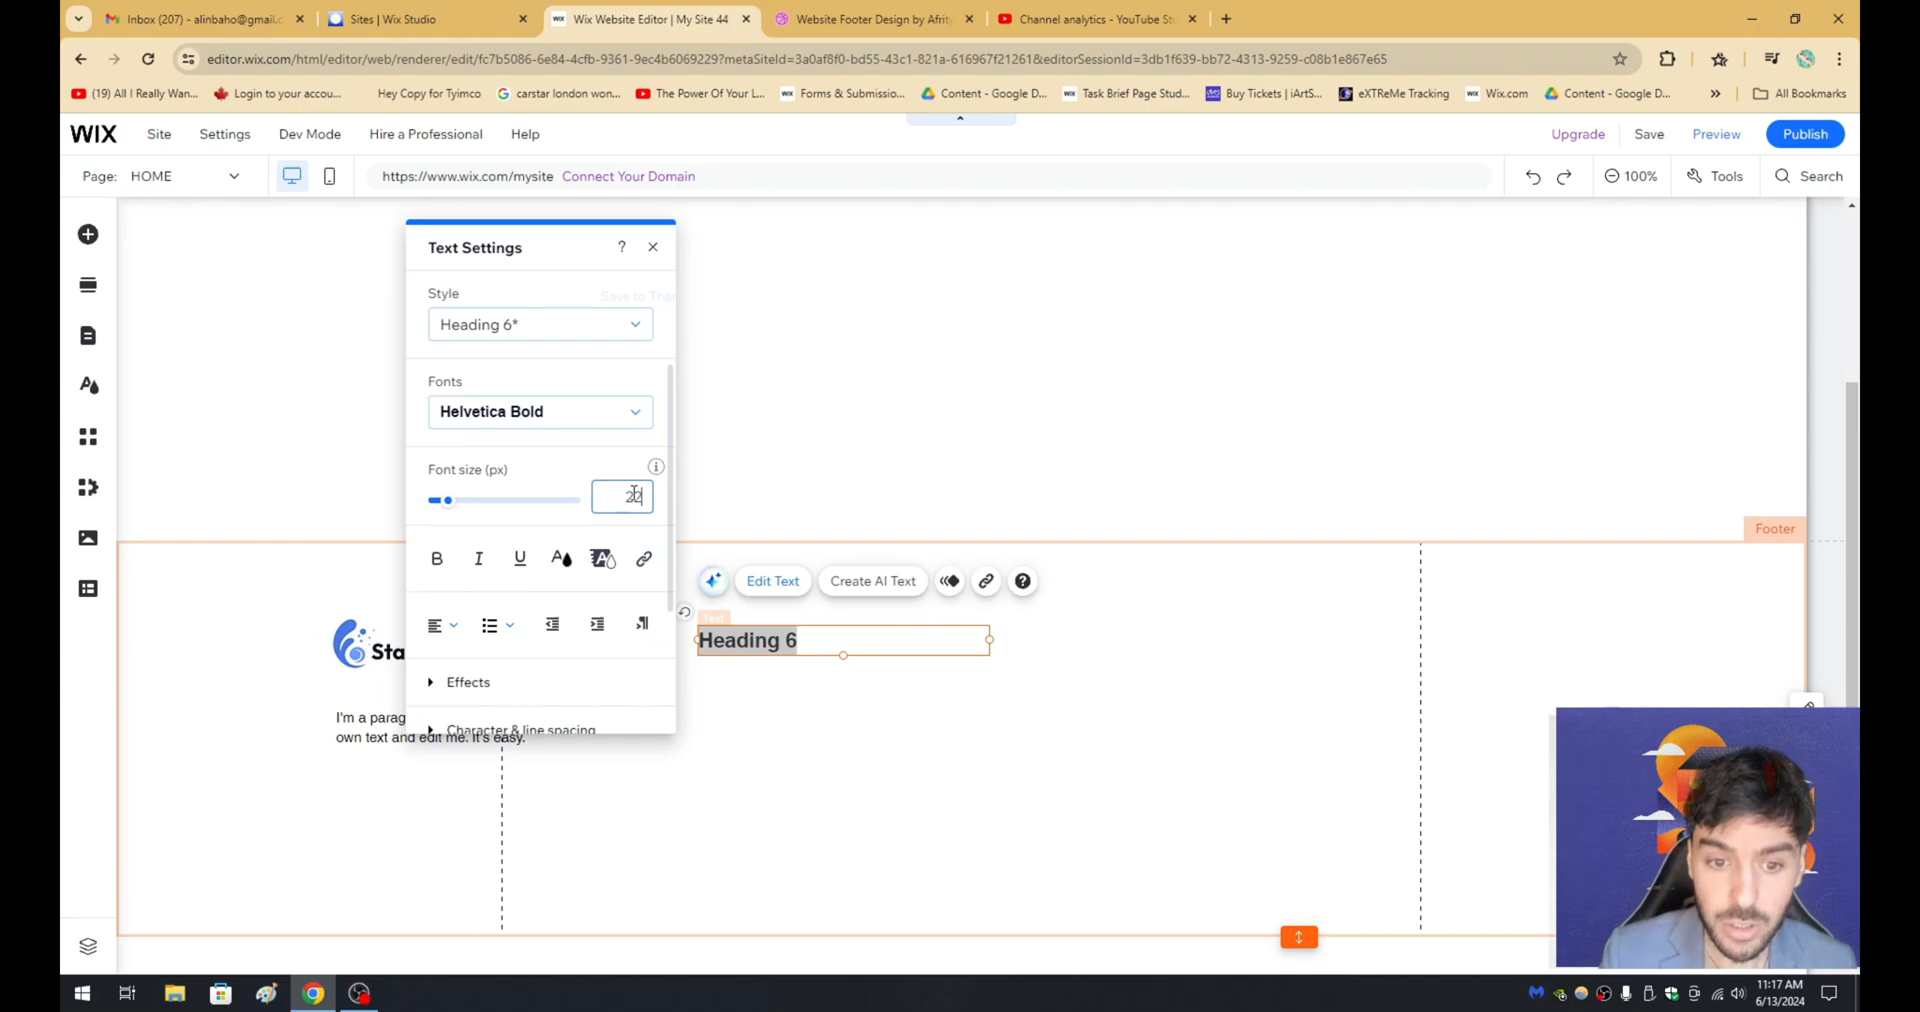 Inbox (207) - alinbaho@gmail.c
Sites | Wix Studio
Wix Website Editor | My Site 44
Website Footer Design by Afrity
Channel analytics - YouTube St
editor.wix.com/html/editor/web/renderer/edit/fc7b5086-6e84-4cfb-9361-9ec4b6069229?metaSiteId=3a0af8f0-bd55-43c1-821a-616967f21261&editorSessionId=3db1f639-bb72-4313-9259-c08b1e867e65
(19) All I Really Wan...
Login to your accou...
Hey Copy for Tyimco
carstar london won...
The Power Of Your L...
Forms & Submissio...
Content - Google D...
Task Brief Page Stud...
Buy Tickets | iArtS...
eXTReMe Tracking
Wix.com
Content - Google D...
All Bookmarks
WIX
Site
Settings
Dev Mode
Hire a Professional
Help
Upgrade
Save
Preview
Publish
Page: HOME
https://www.wix.com/mysite Connect Your Domain
100%
Tools
Search
Text Settings
Style
Save to The
Heading 6*
Fonts
Helvetica Bold
Font size (px)
22
Effects
Character & line spacing
Footer
Edit Text
Create AI Text
Text
Heading 6
Sta
I'm a parag
own text and edit me. It's easy.
11:17 AM
6/13/2024